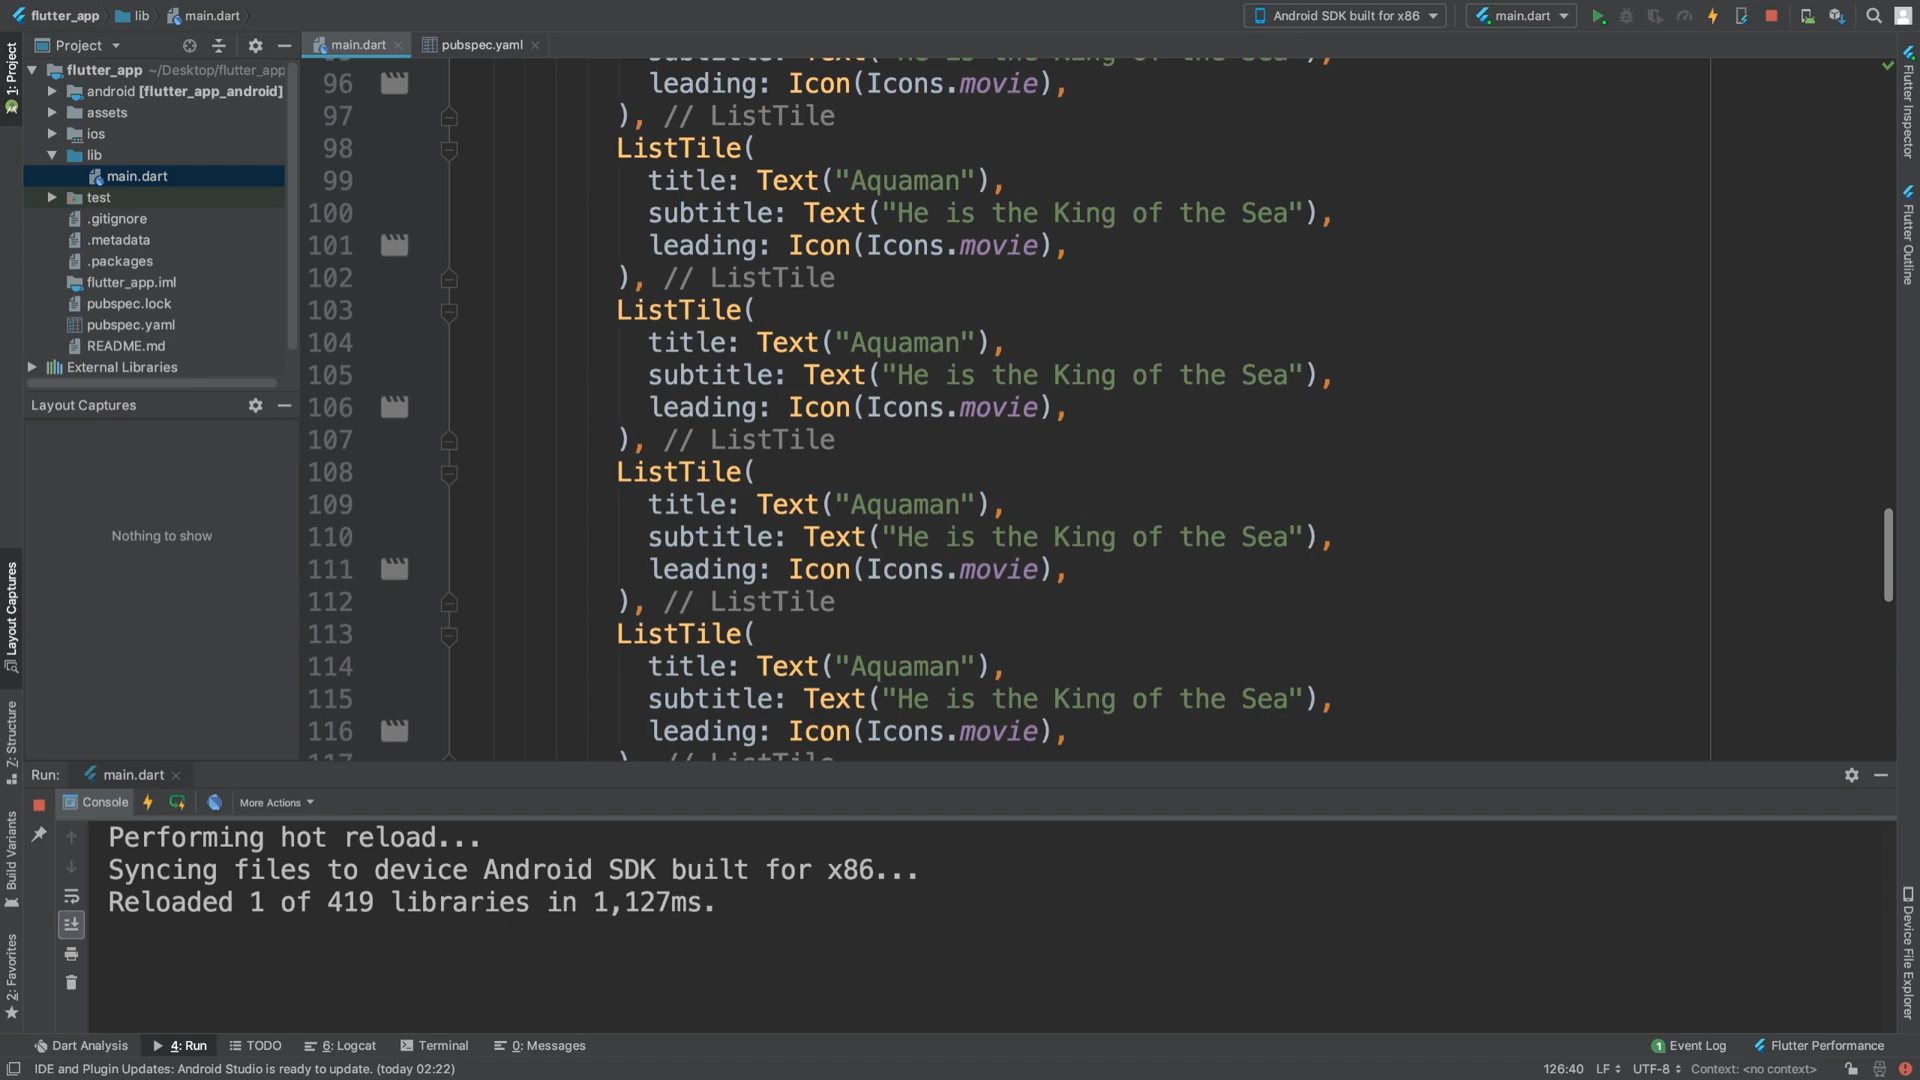 flutter_app lib main.dart Android SDK built for x86 main.dart
Project main.dart pubspec.yaml
flutter_app ~/Desktop/flutter_app
android [flutter_app_android]
assets
ios
lib
main.dart
test
.gitignore
.metadata
.packages
flutter_app.iml
pubspec.lock
pubspec.yaml
README.md
External Libraries
Layout Captures
Nothing to show
1: Project
Layout Captures
Z: Structure
Build Variants
2: Favorites
96 leading: Icon(Icons.movie),
97 ), // ListTile
98 ListTile(
99 title: Text("Aquaman"),
100 subtitle: Text("He is the King of the Sea"),
101 leading: Icon(Icons.movie),
102 ), // ListTile
103 ListTile(
104 title: Text("Aquaman"),
105 subtitle: Text("He is the King of the Sea"),
106 leading: Icon(Icons.movie),
107 ), // ListTile
108 ListTile(
109 title: Text("Aquaman"),
110 subtitle: Text("He is the King of the Sea"),
111 leading: Icon(Icons.movie),
112 ), // ListTile
113 ListTile(
114 title: Text("Aquaman"),
115 subtitle: Text("He is the King of the Sea"),
116 leading: Icon(Icons.movie),
Flutter Inspector
Flutter Outline
Device File Explorer
Run: main.dart
Console More Actions
Performing hot reload...
Syncing files to device Android SDK built for x86...
Reloaded 1 of 419 libraries in 1,127ms.
Dart Analysis 4: Run TODO 6: Logcat Terminal 0: Messages 1 Event Log Flutter Performance
IDE and Plugin Updates: Android Studio is ready to update. (today 02:22) 126:40 LF UTF-8 Context: <no context>